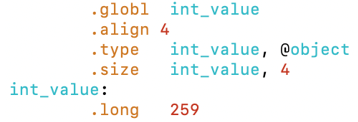 .globl int_value
.align 4
.type int_value, @object
.size int_value, 4
int_value:
.long 259